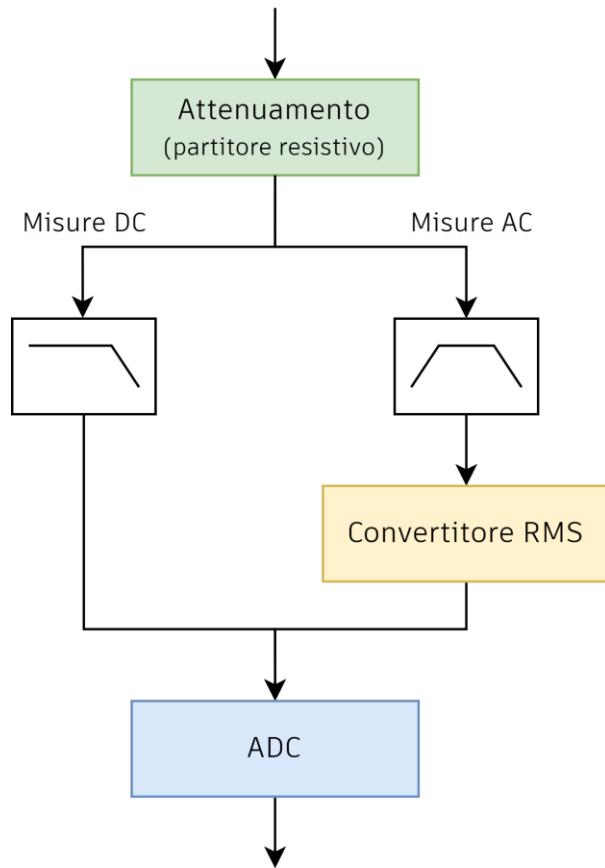 Attenuamento
(partitore resistivo)
Misure DC
Misure AC
Convertitore RMS
ADC